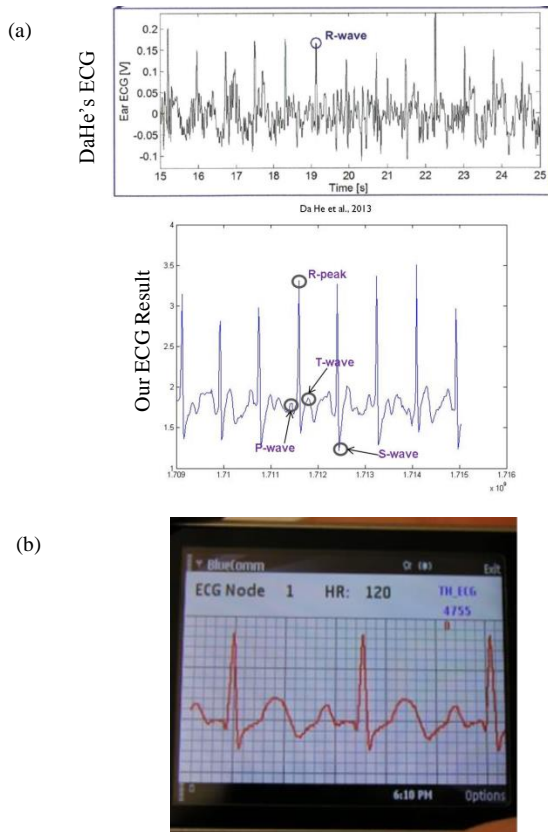 (a)
DaHe's ECG
Ear ECG [V]
0.2
0.15
0.1
0.05
0
-0.05
-0.1
R-wave
15 16 17 18 19 20 21 22 23 24 25
Time [s]
Da He et al., 2013
Our ECG Result
4
3.5
3
2.5
2
1.5
1
R-peak
T-wave
P-wave
S-wave
1.709 1.71 1.711 1.712 1.713 1.714 1.715 1.716
(b)
BlueComm Exit
ECG Node 1 HR: 120 TH_ECG
4755
0
6:10 PM Options